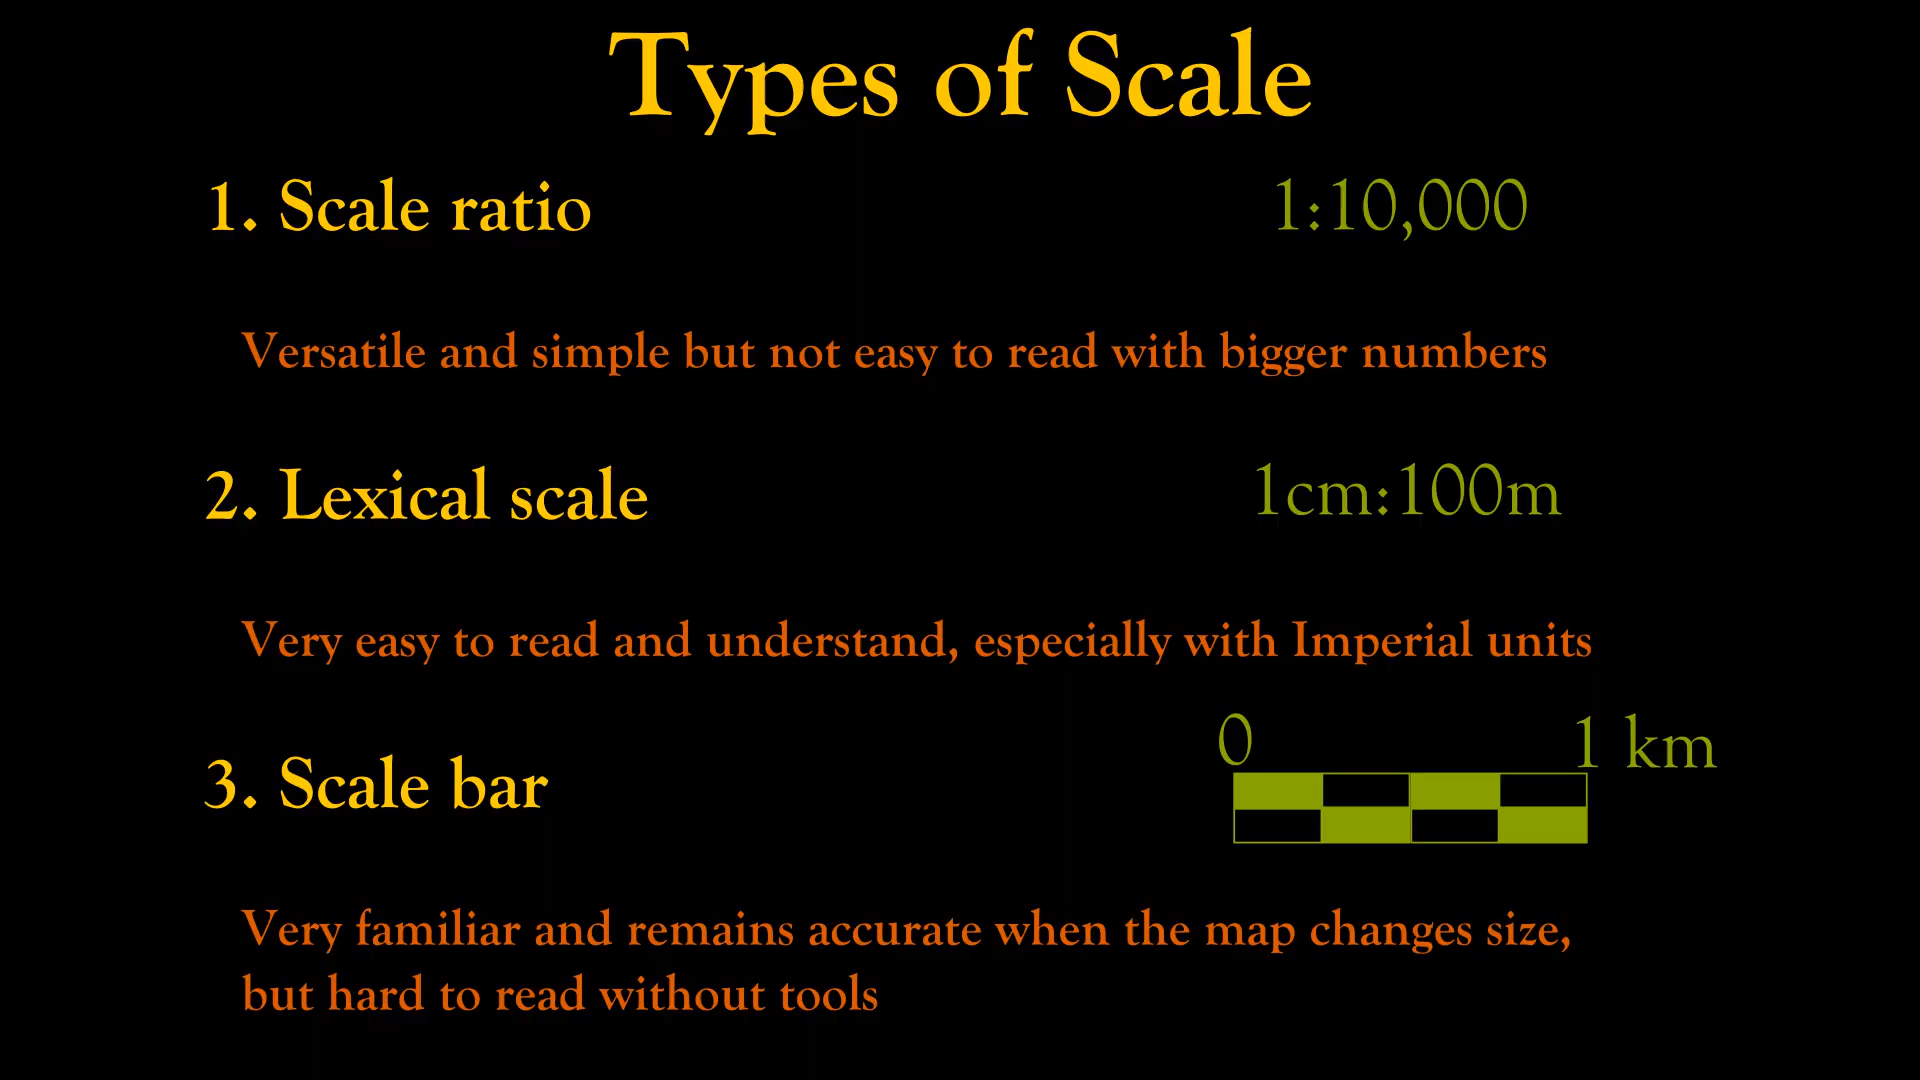 Types of Scale
1. Scale ratio
1:10,000
Versatile and simple but not easy to read with bigger numbers
2. Lexical scale
1cm:100m
Very easy to read and understand, especially with Imperial units
3. Scale bar
0
1 km
Very familiar and remains accurate when the map changes size,
but hard to read without tools